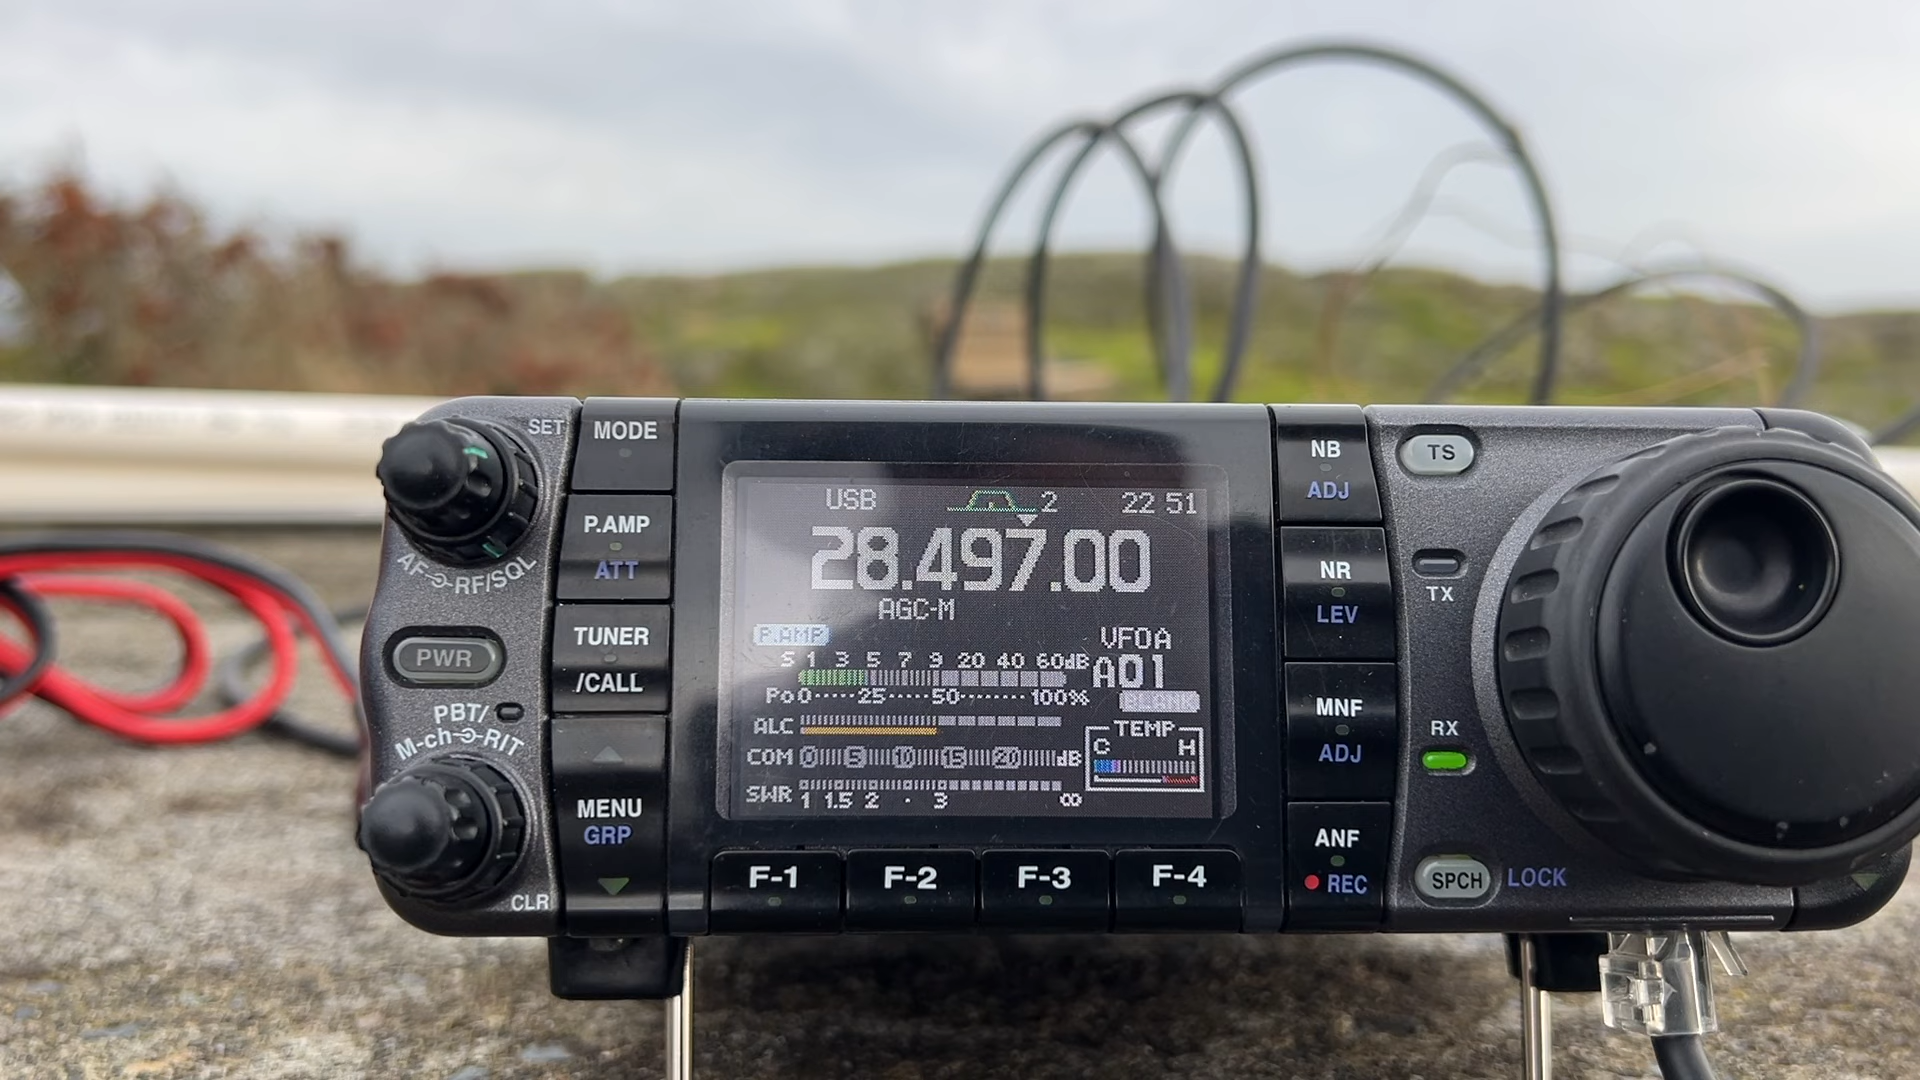 SET
AF RF/SQL
PWR
PBT/
M-ch RIT
CLR
MODE
P.AMP
ATT
TUNER
/CALL
MENU
GRP
USB 2 22 51
28.497.00
AGC-M
P.AMP VFOA
S 1 3 5 7 9 20 40 60dB A01
Po 0 25 50 100% BLANK
ALC TEMP
C H
COM 0 5 10 15 20 dB
SWR 1 1.5 2 · 3 ∞
F-1 F-2 F-3 F-4
NB
ADJ
NR
LEV
MNF
ADJ
ANF
REC
TS
TX
RX
SPCH LOCK